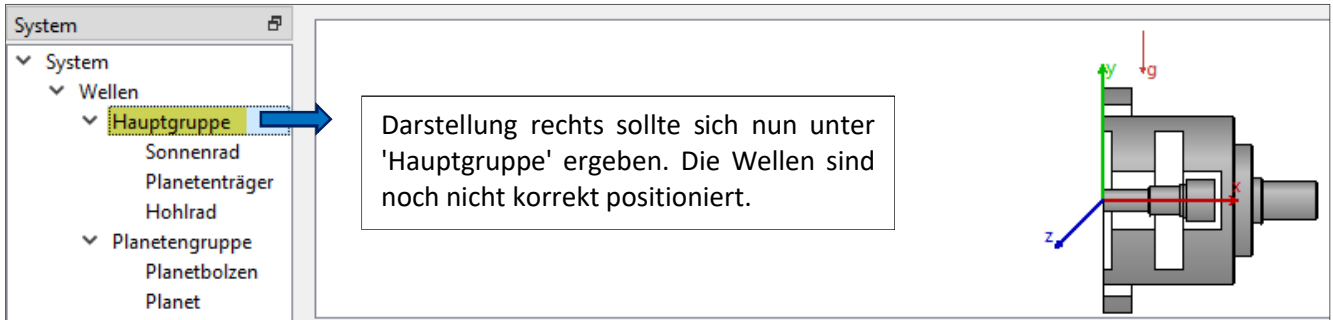 System
System
Wellen
Hauptgruppe
Sonnenrad
Planetenträger
Hohlrad
Planetengruppe
Planetbolzen
Planet
Darstellung rechts sollte sich nun unter
'Hauptgruppe' ergeben. Die Wellen sind
noch nicht korrekt positioniert.
y
g
x
z